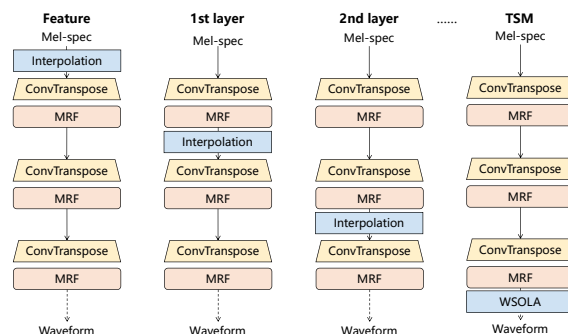 Feature
Mel-spec
Interpolation
ConvTranspose
MRF
ConvTranspose
MRF
ConvTranspose
MRF
Waveform
1st layer
Mel-spec
ConvTranspose
MRF
Interpolation
ConvTranspose
MRF
ConvTranspose
MRF
Waveform
2nd layer
Mel-spec
ConvTranspose
MRF
ConvTranspose
MRF
Interpolation
ConvTranspose
MRF
Waveform
......
TSM
Mel-spec
ConvTranspose
MRF
ConvTranspose
MRF
ConvTranspose
MRF
WSOLA
Waveform